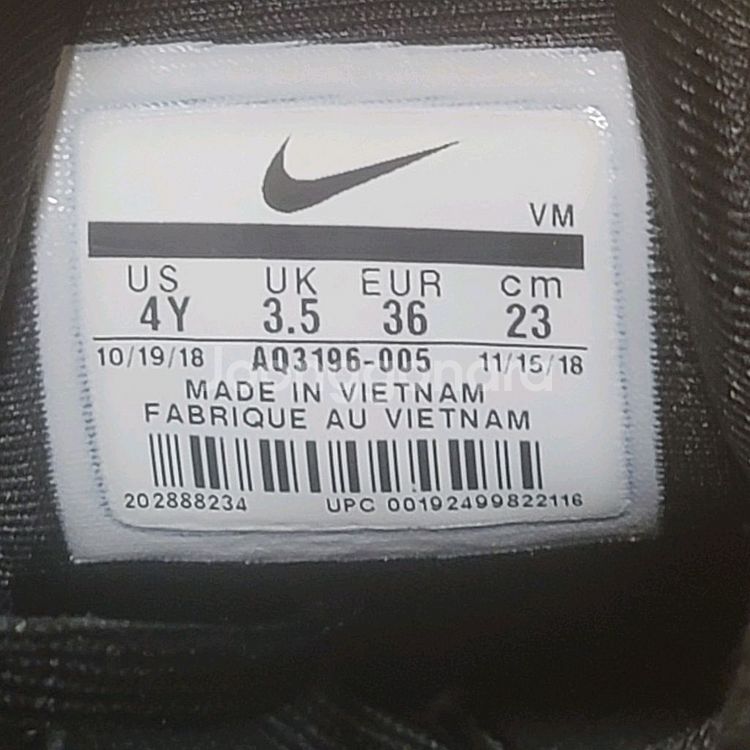 VM
US UK EUR cm
4Y 3.5 36 23
10/19/18 AQ3196-005 11/15/18
MADE IN VIETNAM
FABRIQUE AU VIETNAM
202888234 UPC 00192499822116